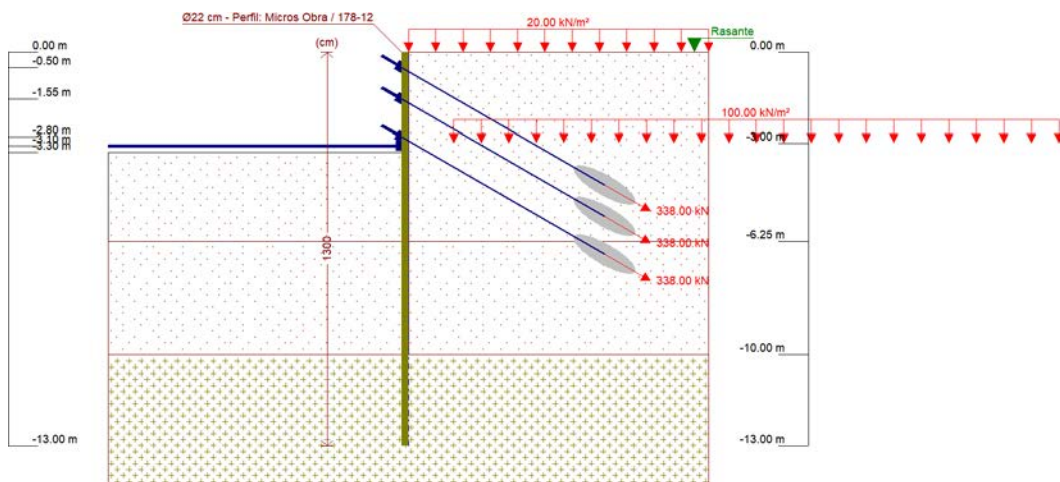 Ø22 cm - Perfil: Micros Obra / 178-12
20.00 kN/m²
Rasante
(cm)
0.00 m
-0.50 m
-1.55 m
-2.80 m
-3.10 m
-3.30 m
-13.00 m
1300
100.00 kN/m²
338.00 kN
338.00 kN
338.00 kN
0.00 m
-3.00 m
-6.25 m
-10.00 m
-13.00 m